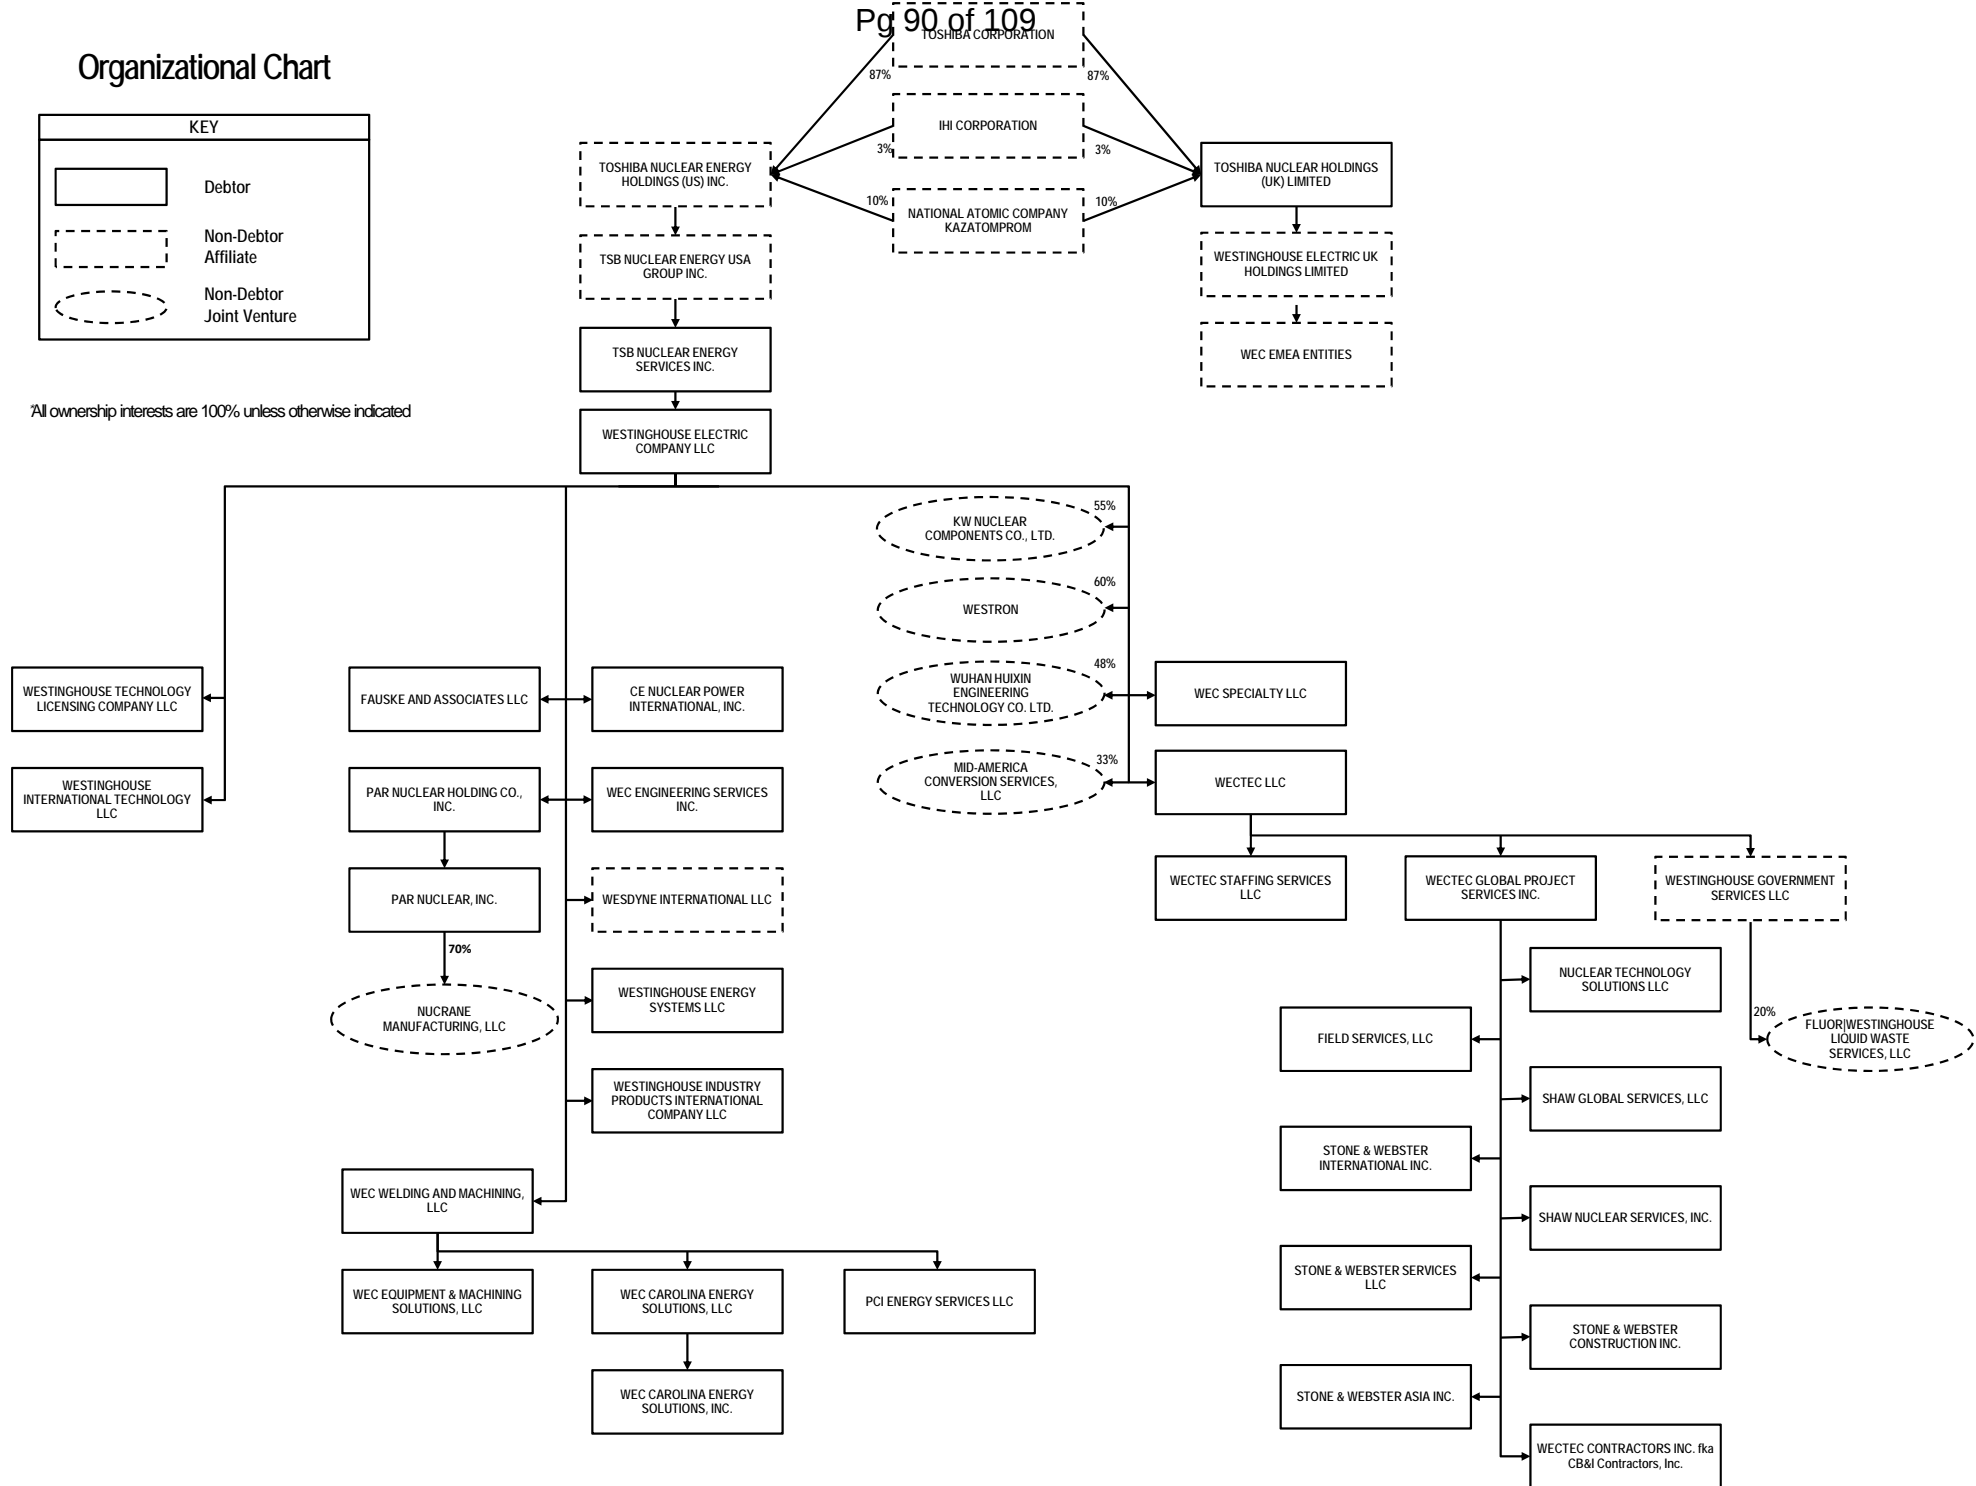 Pg 90 of 109
Organizational Chart
KEY
Debtor
Non-Debtor
Affiliate
Non-Debtor
Joint Venture
*All ownership interests are 100% unless otherwise indicated
TOSHIBA CORPORATION
87%
87%
IHI CORPORATION
3%
3%
NATIONAL ATOMIC COMPANY
KAZATOMPROM
10%
10%
TOSHIBA NUCLEAR ENERGY
HOLDINGS (US) INC.
TOSHIBA NUCLEAR HOLDINGS
(UK) LIMITED
TSB NUCLEAR ENERGY USA
GROUP INC.
WESTINGHOUSE ELECTRIC UK
HOLDINGS LIMITED
TSB NUCLEAR ENERGY
SERVICES INC.
WEC EMEA ENTITIES
WESTINGHOUSE ELECTRIC
COMPANY LLC
55%
KW NUCLEAR
COMPONENTS CO., LTD.
60%
WESTRON
48%
WUHAN HUIXIN
ENGINEERING
TECHNOLOGY CO. LTD.
WEC SPECIALTY LLC
33%
MID-AMERICA
CONVERSION SERVICES,
LLC
WECTEC LLC
WESTINGHOUSE TECHNOLOGY
LICENSING COMPANY LLC
WESTINGHOUSE
INTERNATIONAL TECHNOLOGY
LLC
FAUSKE AND ASSOCIATES LLC
CE NUCLEAR POWER
INTERNATIONAL, INC.
PAR NUCLEAR HOLDING CO.,
INC.
WEC ENGINEERING SERVICES
INC.
PAR NUCLEAR, INC.
WESDYNE INTERNATIONAL LLC
70%
NUCRANE
MANUFACTURING, LLC
WESTINGHOUSE ENERGY
SYSTEMS LLC
WESTINGHOUSE INDUSTRY
PRODUCTS INTERNATIONAL
COMPANY LLC
WEC WELDING AND MACHINING,
LLC
WEC EQUIPMENT & MACHINING
SOLUTIONS, LLC
WEC CAROLINA ENERGY
SOLUTIONS, LLC
PCI ENERGY SERVICES LLC
WEC CAROLINA ENERGY
SOLUTIONS, INC.
WECTEC STAFFING SERVICES
LLC
WECTEC GLOBAL PROJECT
SERVICES INC.
WESTINGHOUSE GOVERNMENT
SERVICES LLC
20%
FLUOR|WESTINGHOUSE
LIQUID WASTE
SERVICES, LLC
NUCLEAR TECHNOLOGY
SOLUTIONS LLC
FIELD SERVICES, LLC
SHAW GLOBAL SERVICES, LLC
STONE & WEBSTER
INTERNATIONAL INC.
SHAW NUCLEAR SERVICES, INC.
STONE & WEBSTER SERVICES
LLC
STONE & WEBSTER
CONSTRUCTION INC.
STONE & WEBSTER ASIA INC.
WECTEC CONTRACTORS INC. fka
CB&I Contractors, Inc.